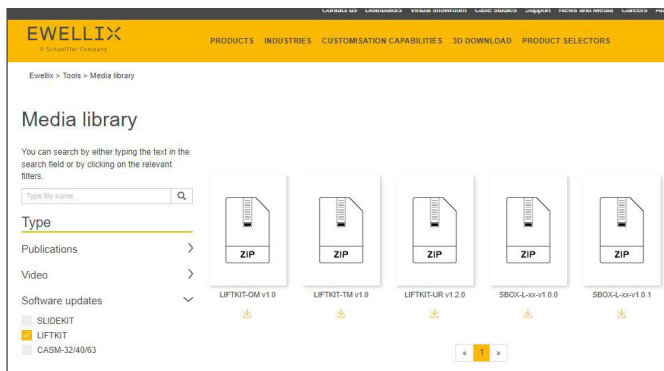 Contact us Distributors Virtual showroom Case studies Support News and Media Careers
EWELLIX
A Schaeffler Company
PRODUCTS INDUSTRIES CUSTOMISATION CAPABILITIES 3D DOWNLOAD PRODUCT SELECTORS
Ewellix > Tools > Media library
Media library
You can search by either typing the text in the
search field or by clicking on the relevant
filters.
Type file name...
Type
Publications
Video
Software updates
SLIDEKIT
LIFTKIT
CASM-32/40/63
ZIP ZIP ZIP ZIP ZIP
LIFTKIT-OM v1.0 LIFTKIT-TM v1.0 LIFTKIT-UR v1.2.0 SBOX-L-xx-v1.0.0 SBOX-L-xx-v1.0.1
« 1 »